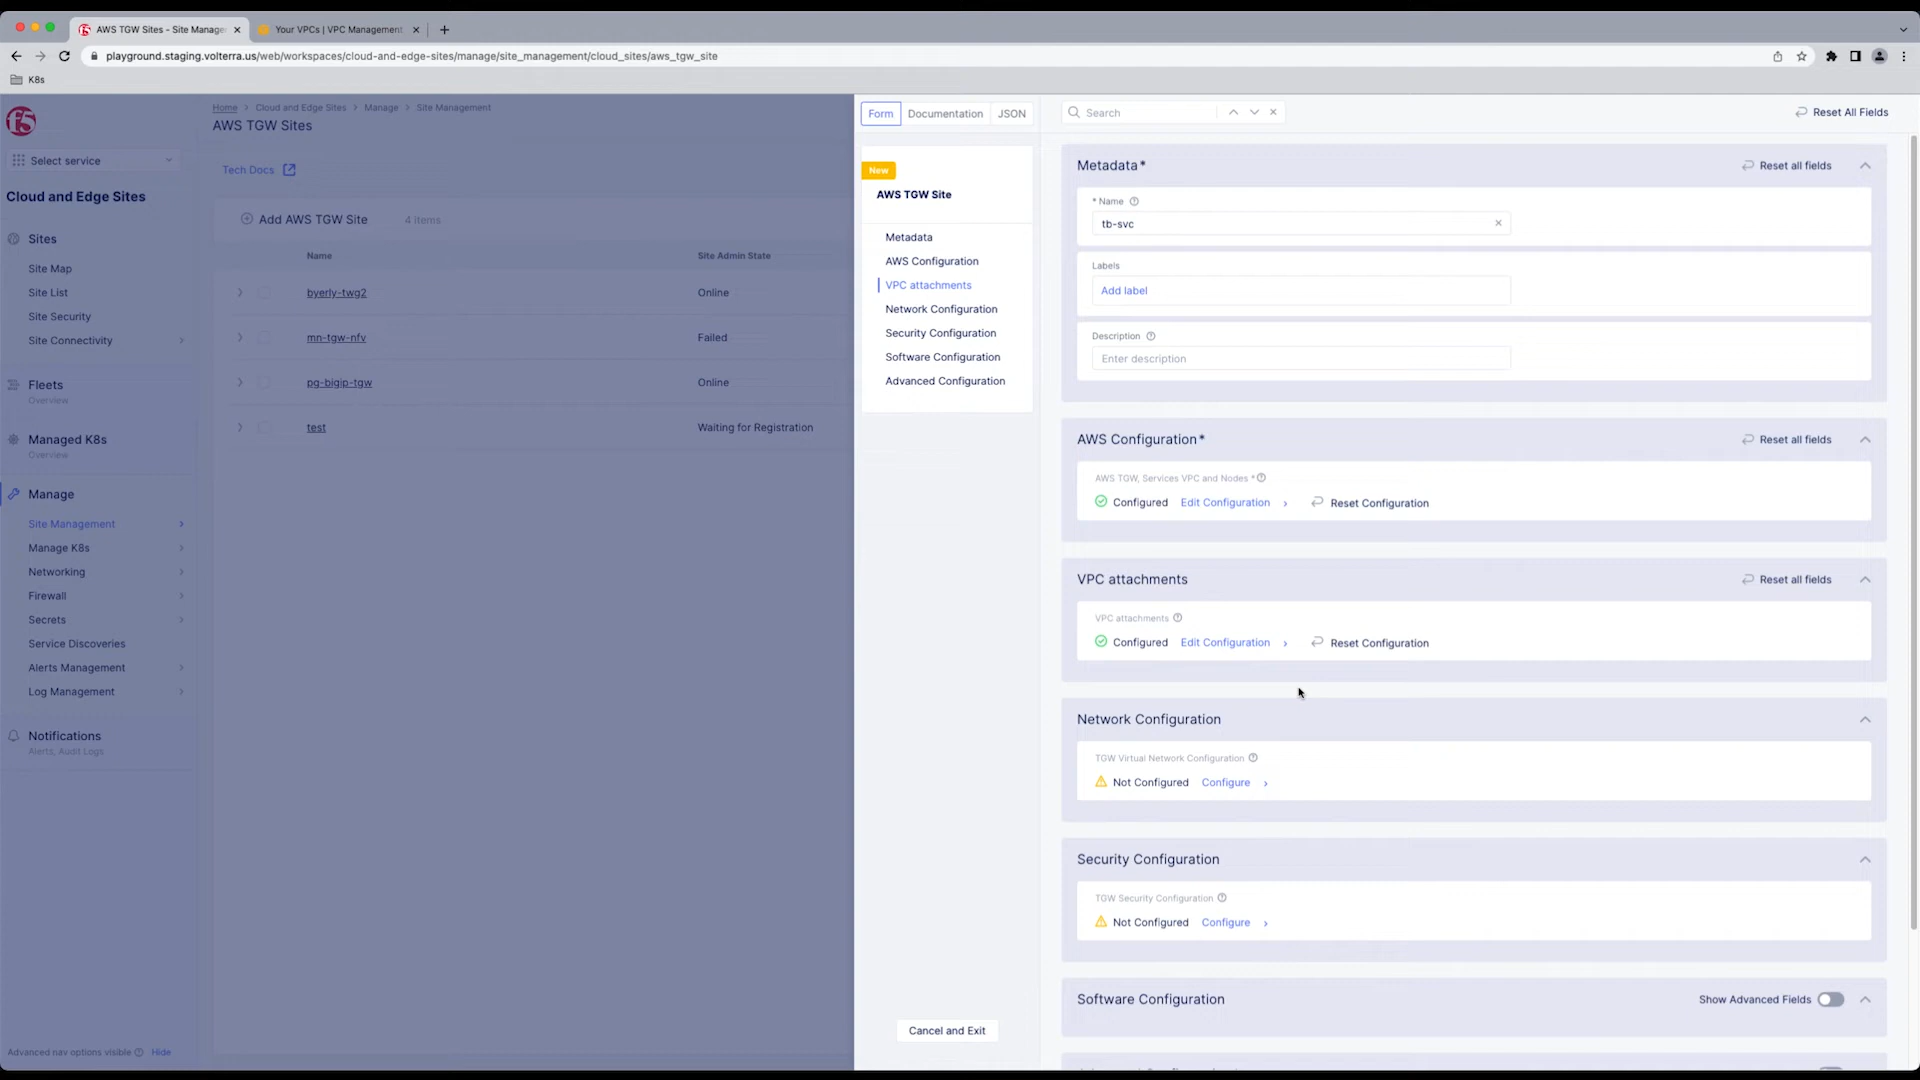 AWS TGW Sites - Site Manage
Your VPCs | VPC Management
playground.staging.volterra.us/web/workspaces/cloud-and-edge-sites/manage/site_management/cloud_sites/aws_tgw_site
K8s
f5
Select service
Cloud and Edge Sites
Sites
Site Map
Site List
Site Security
Site Connectivity
Fleets
Overview
Managed K8s
Overview
Manage
Site Management
Manage K8s
Networking
Firewall
Secrets
Service Discoveries
Alerts Management
Log Management
Notifications
Alerts, Audit Logs
Advanced nav options visible Hide
Home > Cloud and Edge Sites > Manage > Site Management
AWS TGW Sites
Tech Docs
Add AWS TGW Site 4 items
Name Site Admin State
byerly-twg2 Online
mn-tgw-nfv Failed
pg-bigip-tgw Online
test Waiting for Registration
Form Documentation JSON
New
AWS TGW Site
Metadata
AWS Configuration
VPC attachments
Network Configuration
Security Configuration
Software Configuration
Advanced Configuration
Cancel and Exit
Search
Reset All Fields
Metadata* Reset all fields
* Name
tb-svc
Labels
Add label
Description
Enter description
AWS Configuration* Reset all fields
AWS TGW, Services VPC and Nodes *
Configured Edit Configuration > Reset Configuration
VPC attachments Reset all fields
VPC attachments
Configured Edit Configuration > Reset Configuration
Network Configuration
TGW Virtual Network Configuration
Not Configured Configure >
Security Configuration
TGW Security Configuration
Not Configured Configure >
Software Configuration Show Advanced Fields